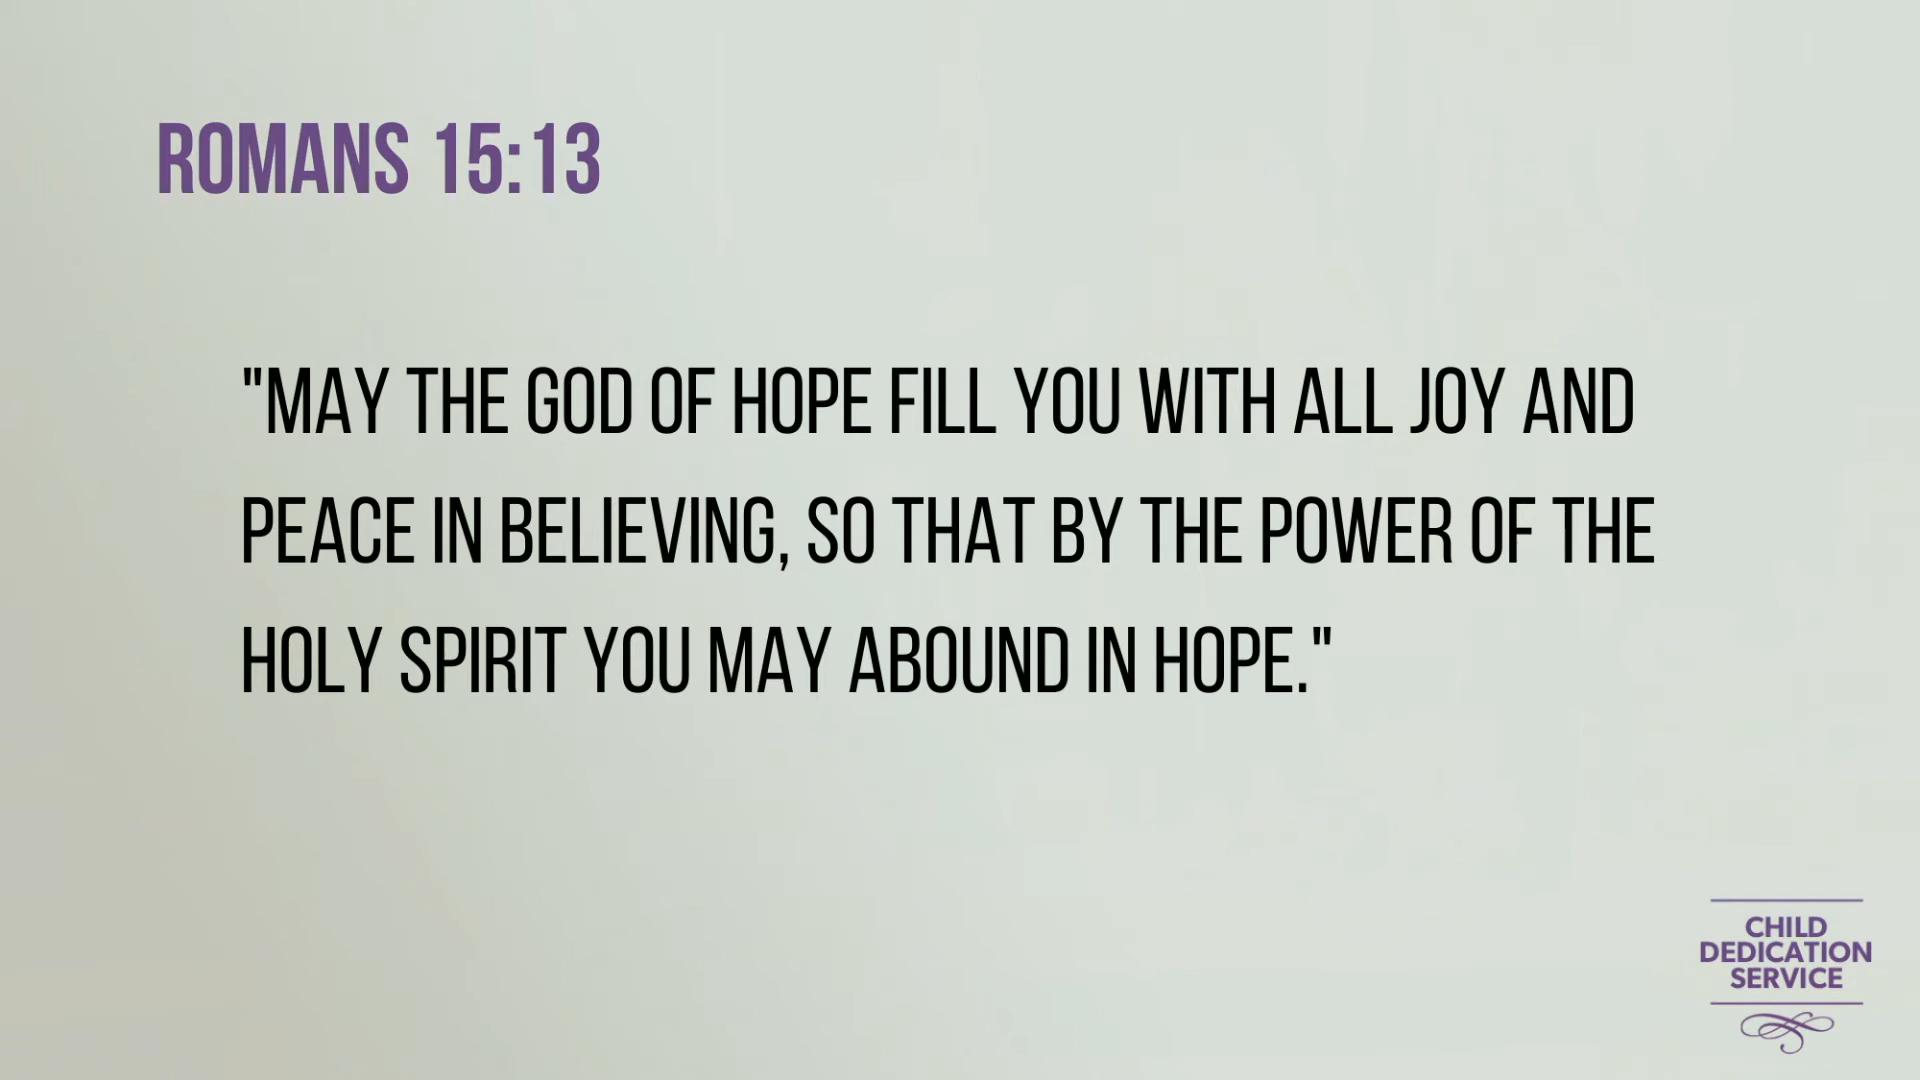 ROMANS 15:13
"MAY THE GOD OF HOPE FILL YOU WITH ALL JOY AND
PEACE IN BELIEVING, SO THAT BY THE POWER OF THE
HOLY SPIRIT YOU MAY ABOUND IN HOPE."
CHILD
DEDICATION
SERVICE